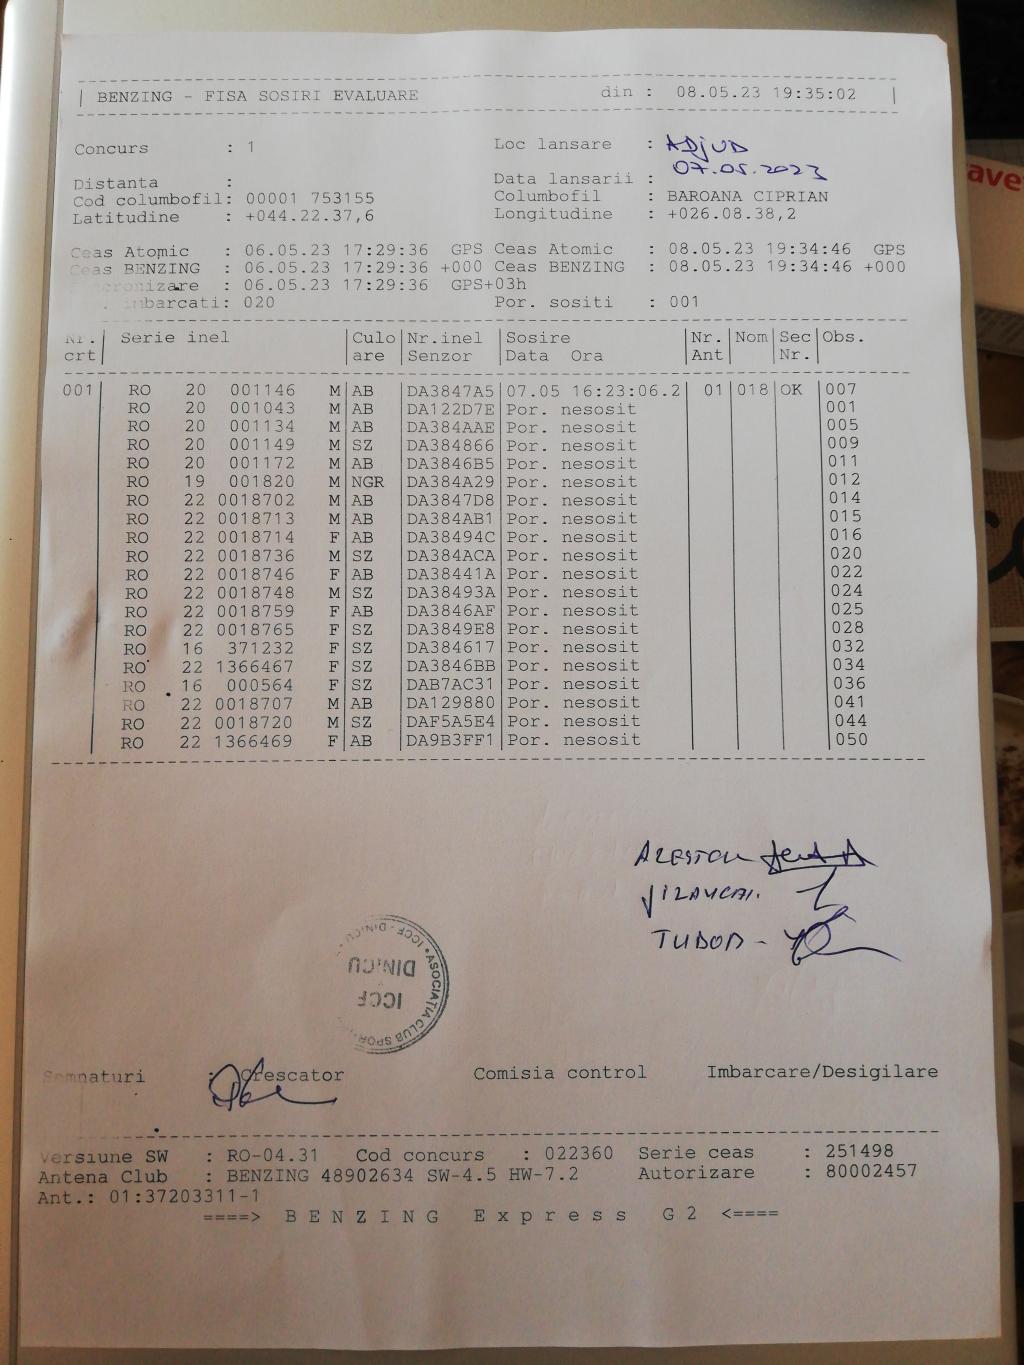 BENZING - FISA SOSIRI EVALUARE din : 08.05.23 19:35:02
Concurs : 1 Loc lansare : ADJUD
Distanta : Data lansarii : 07.05.2023
Cod columbofil: 00001 753155 Columbofil : BAROANA CIPRIAN
Latitudine : +044.22.37,6 Longitudine : +026.08.38,2
Ceas Atomic : 06.05.23 17:29:36 GPS Ceas Atomic : 08.05.23 19:34:46 GPS
Ceas BENZING : 06.05.23 17:29:36 +000 Ceas BENZING : 08.05.23 19:34:46 +000
: 06.05.23 17:29:36 GPS+03h
: 020 Por. sositi : 001
Nr. Serie inel Culo Nr.inel Sosire Nr. Nom Sec Obs.
crt are Senzor Data Ora Ant Nr.
001 RO 20 001146 M AB DA3847A5 07.05 16:23:06.2 01 018 OK 007
RO 20 001043 M AB DA122D7E Por. nesosit 001
RO 20 001134 M AB DA384AAE Por. nesosit 005
RO 20 001149 M SZ DA384866 Por. nesosit 009
RO 20 001172 M AB DA3846B5 Por. nesosit 011
RO 19 001820 M NGR DA384A29 Por. nesosit 012
RO 22 0018702 M AB DA3847D8 Por. nesosit 014
RO 22 0018713 M AB DA384AB1 Por. nesosit 015
RO 22 0018714 F AB DA38494C Por. nesosit 016
RO 22 0018736 M SZ DA384ACA Por. nesosit 020
RO 22 0018746 F AB DA38441A Por. nesosit 022
RO 22 0018748 M SZ DA38493A Por. nesosit 024
RO 22 0018759 F AB DA3846AF Por. nesosit 025
RO 22 0018765 F SZ DA3849E8 Por. nesosit 028
RO 16 371232 F SZ DA384617 Por. nesosit 032
RO 22 1366467 F SZ DA3846BB Por. nesosit 034
RO 16 000564 F SZ DAB7AC31 Por. nesosit 036
RO 22 0018707 M AB DA129880 Por. nesosit 041
RO 22 0018720 M SZ DAF5A5E4 Por. nesosit 044
RO 22 1366469 F AB DA9B3FF1 Por. nesosit 050
TUDOR -
ASOCIATIA CLUB SPOR
ICCF - DINICU
ICCF
DINICU
Semnaturi : Crescator Comisia control Imbarcare/Desigilare
Versiune SW : RO-04.31 Cod concurs : 022360 Serie ceas : 251498
Antena Club : BENZING 48902634 SW-4.5 HW-7.2 Autorizare : 80002457
Ant.: 01:37203311-1
====> BENZING Express G2 <====